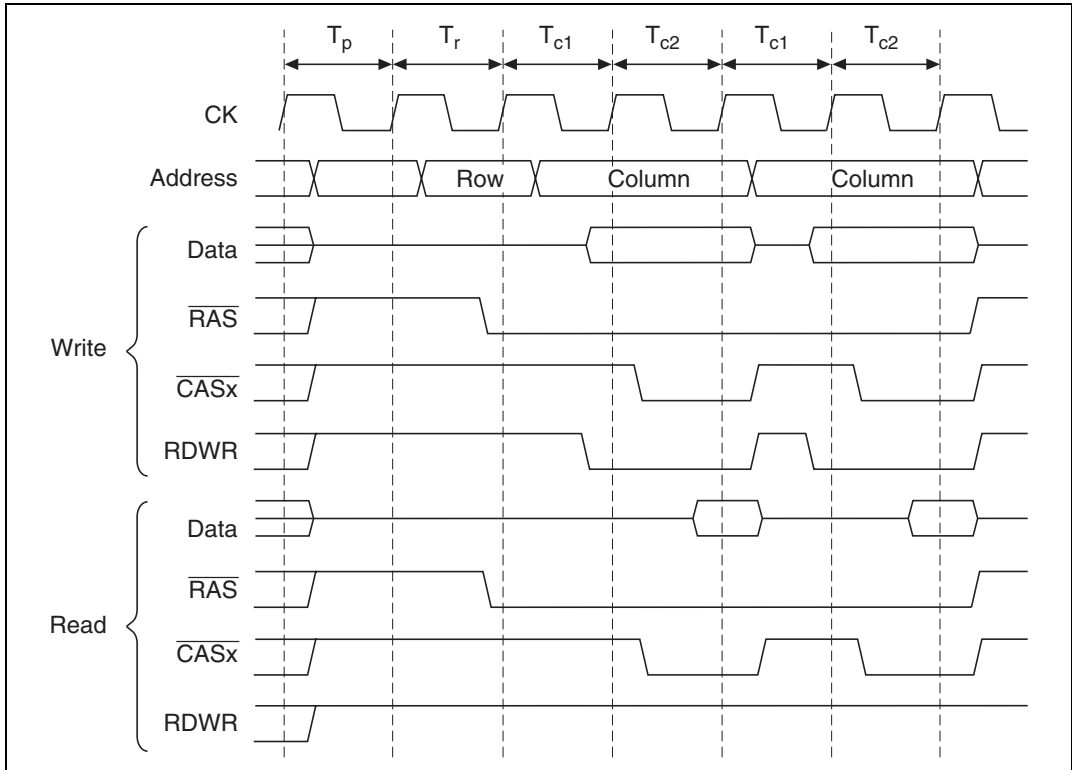 Tp Tr Tc1 Tc2 Tc1 Tc2
CK
Address Row Column Column
Write
Data
RAS
CASx
RDWR
Read
Data
RAS
CASx
RDWR